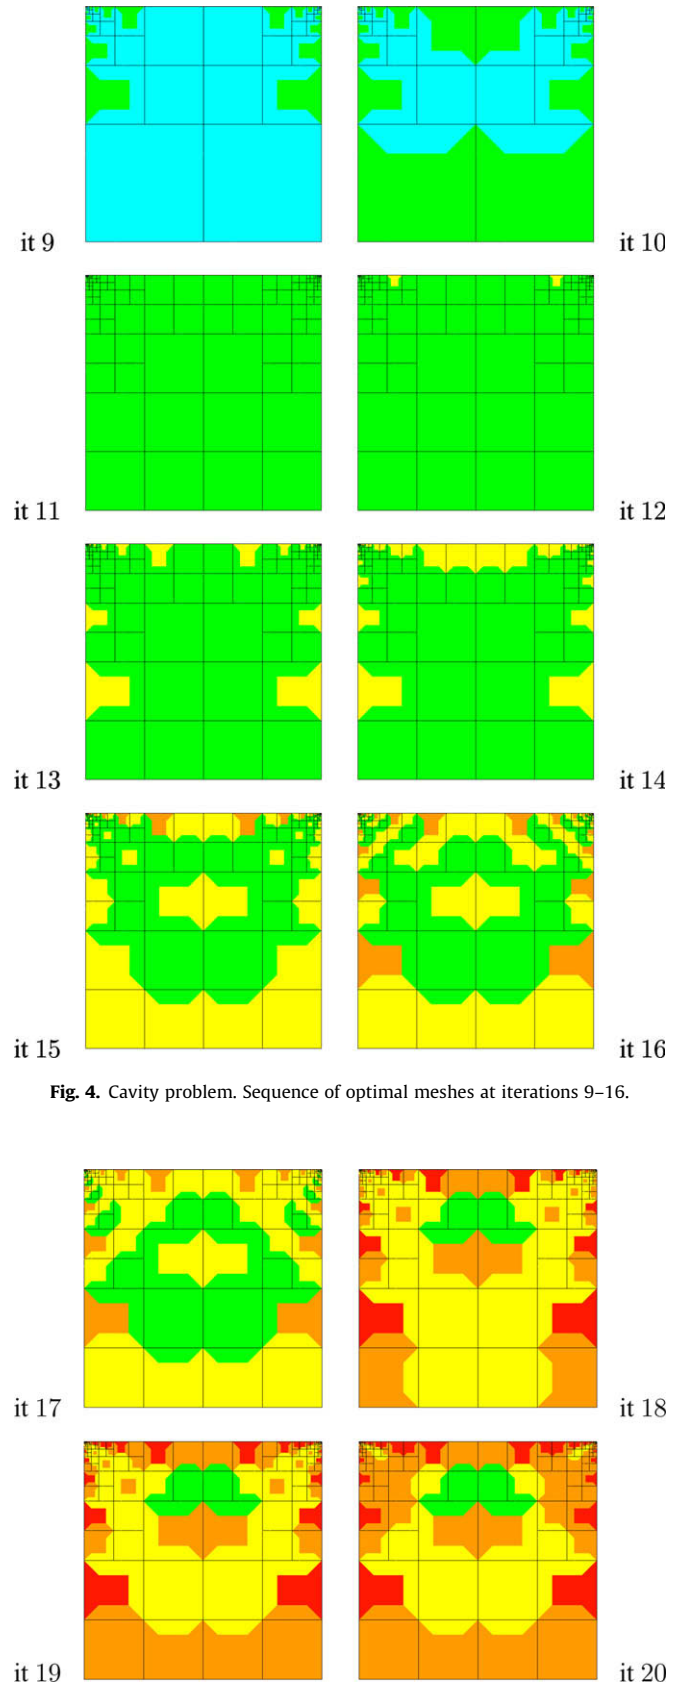 it 9
it 10
it 11
it 12
it 13
it 14
it 15
it 16
Fig. 4. Cavity problem. Sequence of optimal meshes at iterations 9–16.
it 17
it 18
it 19
it 20